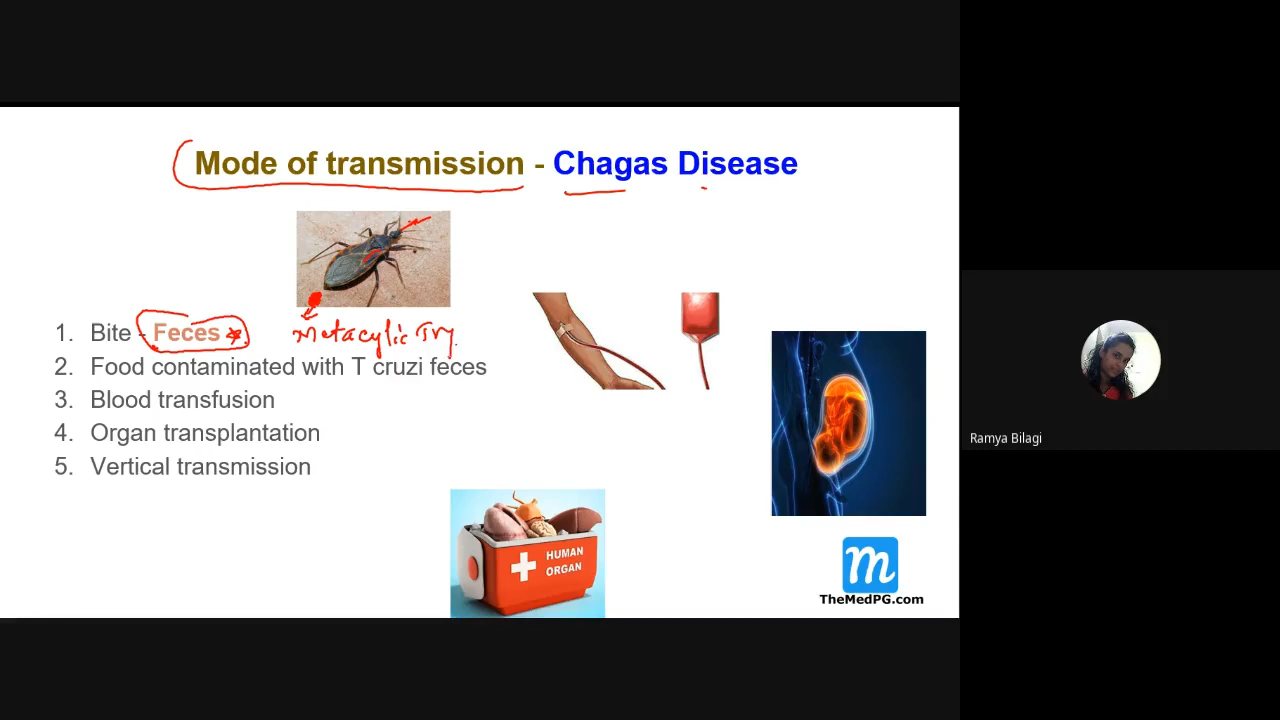 Mode of transmission - Chagas Disease
1. Bite - Feces
Metacylic Try.
2. Food contaminated with T cruzi feces
3. Blood transfusion
4. Organ transplantation
5. Vertical transmission
HUMAN
ORGAN
m
TheMedPG.com
Ramya Bilagi